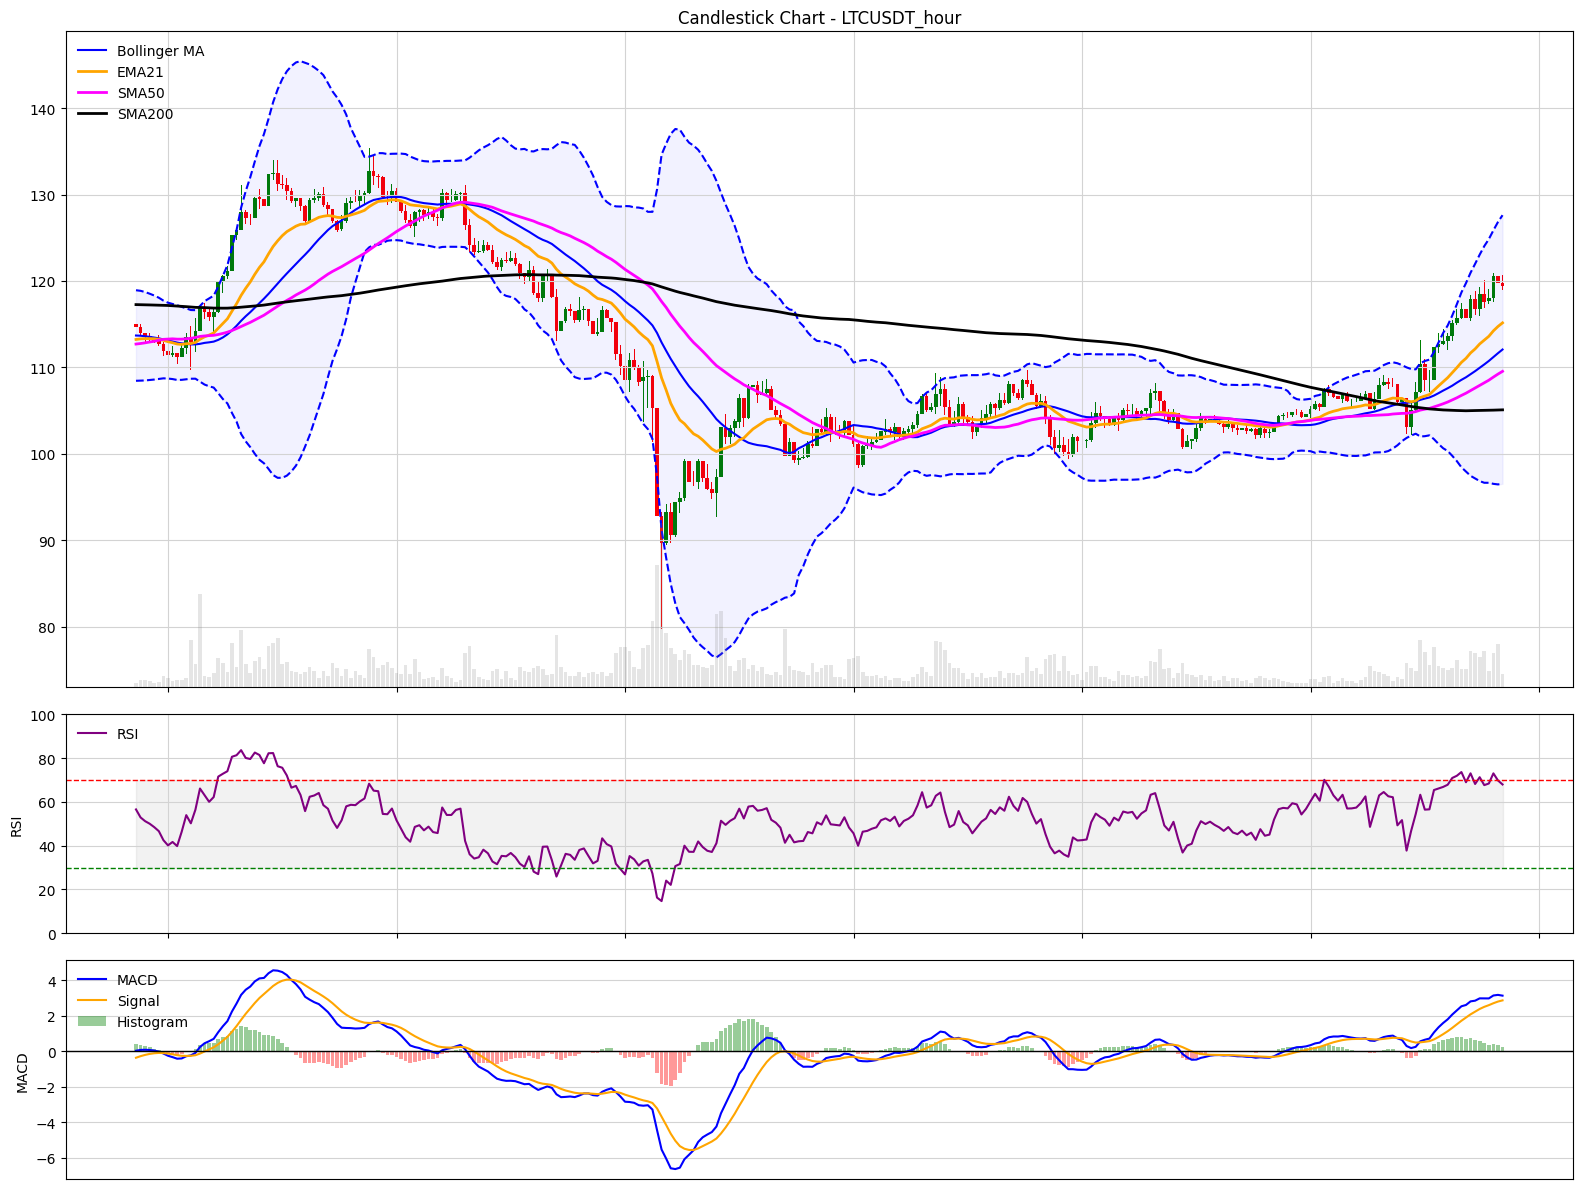 Candlestick Chart - LTCUSDT_hour
Bollinger MA
EMA21
SMA50
SMA200
140
130
120
110
100
90
80
RSI
100
80
60
40
20
0
RSI
MACD
Signal
Histogram
4
2
0
−2
−4
−6
MACD